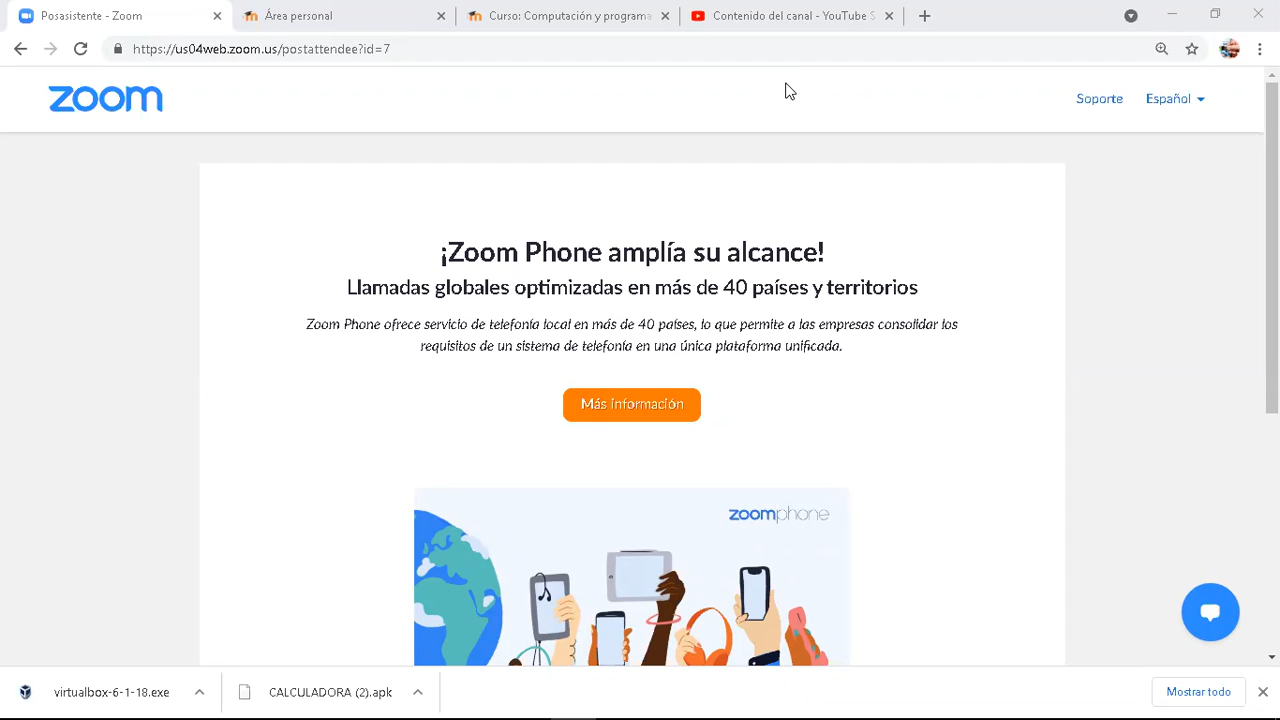 Posasistente - Zoom
Área personal
Curso: Computación y programa
Contenido del canal - YouTube S
https://us04web.zoom.us/postattendee?id=7
zoom
Soporte
Español
¡Zoom Phone amplía su alcance!
Llamadas globales optimizadas en más de 40 países y territorios
Zoom Phone ofrece servicio de telefonía local en más de 40 países, lo que permite a las empresas consolidar los
requisitos de un sistema de telefonía en una única plataforma unificada.
Más información
zoomphone
virtualbox-6-1-18.exe
CALCULADORA (2).apk
Mostrar todo